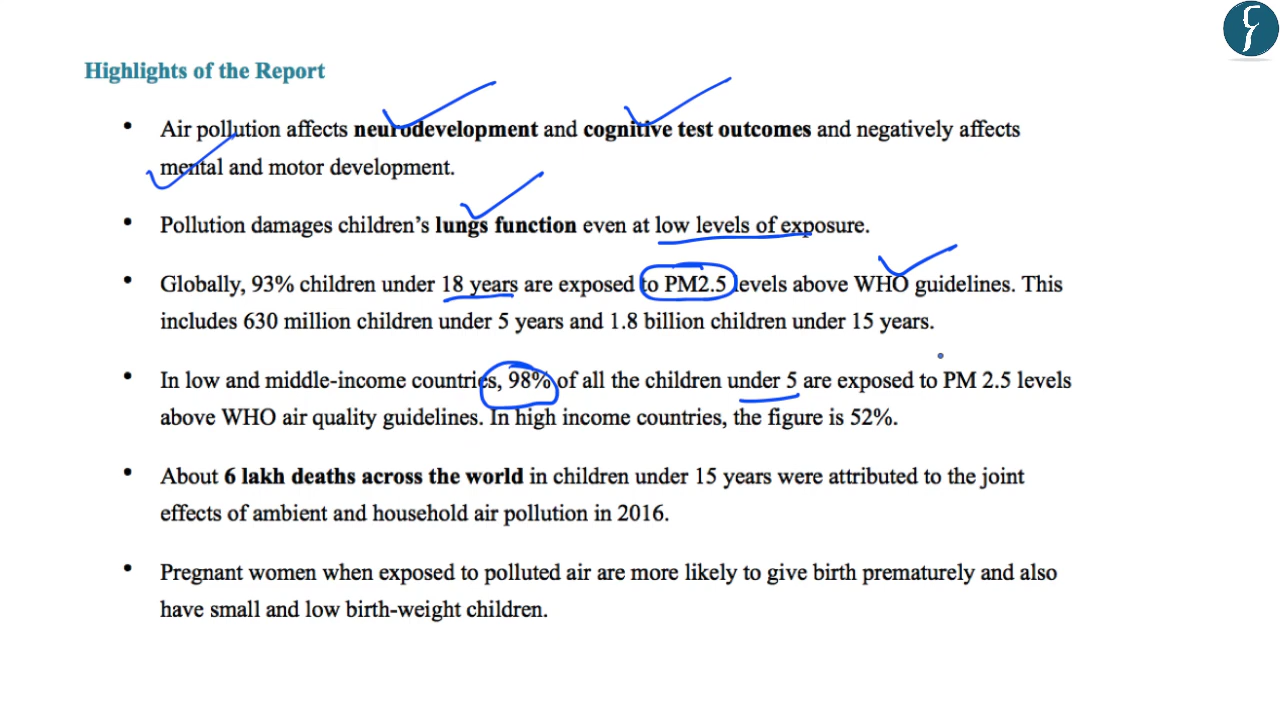 Highlights of the Report
• Air pollution affects neurodevelopment and cognitive test outcomes and negatively affects
mental and motor development.
• Pollution damages children's lungs function even at low levels of exposure.
• Globally, 93% children under 18 years are exposed to PM2.5 levels above WHO guidelines. This
includes 630 million children under 5 years and 1.8 billion children under 15 years.
• In low and middle-income countries, 98% of all the children under 5 are exposed to PM 2.5 levels
above WHO air quality guidelines. In high income countries, the figure is 52%.
• About 6 lakh deaths across the world in children under 15 years were attributed to the joint
effects of ambient and household air pollution in 2016.
• Pregnant women when exposed to polluted air are more likely to give birth prematurely and also
have small and low birth-weight children.